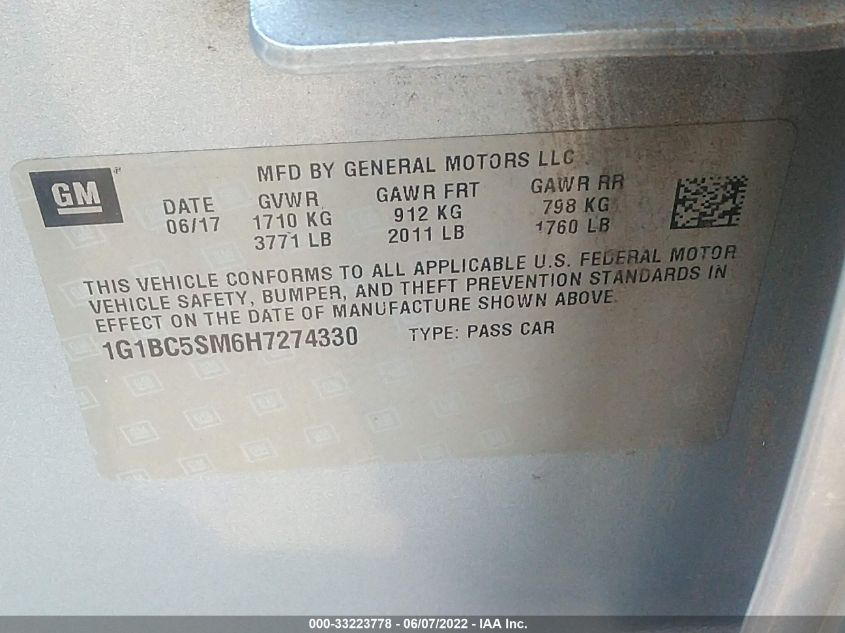 MFD BY GENERAL MOTORS LLC
GM
DATE GVWR GAWR FRT GAWR RR
06/17 1710 KG 912 KG 798 KG
3771 LB 2011 LB 1760 LB
THIS VEHICLE CONFORMS TO ALL APPLICABLE U.S. FEDERAL MOTOR
VEHICLE SAFETY, BUMPER, AND THEFT PREVENTION STANDARDS IN
EFFECT ON THE DATE OF MANUFACTURE SHOWN ABOVE.
1G1BC5SM6H7274330 TYPE: PASS CAR
000-33223778 - 06/07/2022 - IAA Inc.